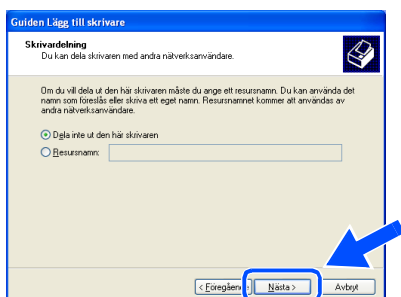 Guiden Lägg till skrivare
Skrivardelning
Du kan dela skrivaren med andra nätverksanvändare.
Om du vill dela ut den här skrivaren måste du ange ett resursnamn. Du kan använda det
namn som föreslås eller skriva ett eget namn. Resursnamnet kommer att användas av
andra nätverksanvändare.
Dela inte ut den här skrivaren
Resursnamn:
< Föregående Nästa > Avbryt